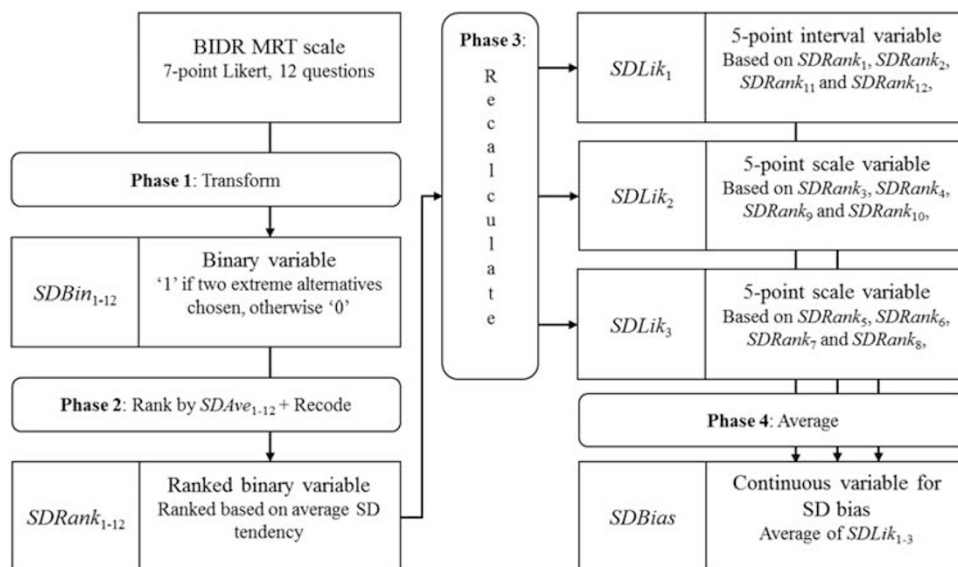 BIDR MRT scale
7-point Likert, 12 questions
Phase 1: Transform
SDBin1-12
Binary variable
‘1’ if two extreme alternatives
chosen, otherwise ‘0’
Phase 2: Rank by SDAve1-12 + Recode
SDRank1-12
Ranked binary variable
Ranked based on average SD
tendency
Phase 3:
Recalculate
SDLik1
5-point interval variable
Based on SDRank1, SDRank2,
SDRank11 and SDRank12,
SDLik2
5-point scale variable
Based on SDRank3, SDRank4,
SDRank9 and SDRank10,
SDLik3
5-point scale variable
Based on SDRank5, SDRank6,
SDRank7 and SDRank8,
Phase 4: Average
SDBias
Continuous variable for
SD bias
Average of SDLik1-3